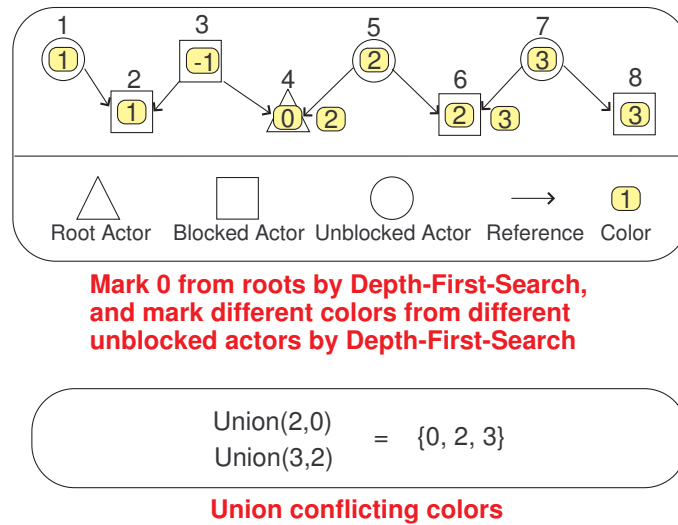 1 3 5 7
1 -1 2 3
2 4 6 8
1 0 2 2 3 3
1
Root Actor Blocked Actor Unblocked Actor Reference Color
Mark 0 from roots by Depth-First-Search,
and mark different colors from different
unblocked actors by Depth-First-Search
Union(2,0)
= {0, 2, 3}
Union(3,2)
Union conflicting colors